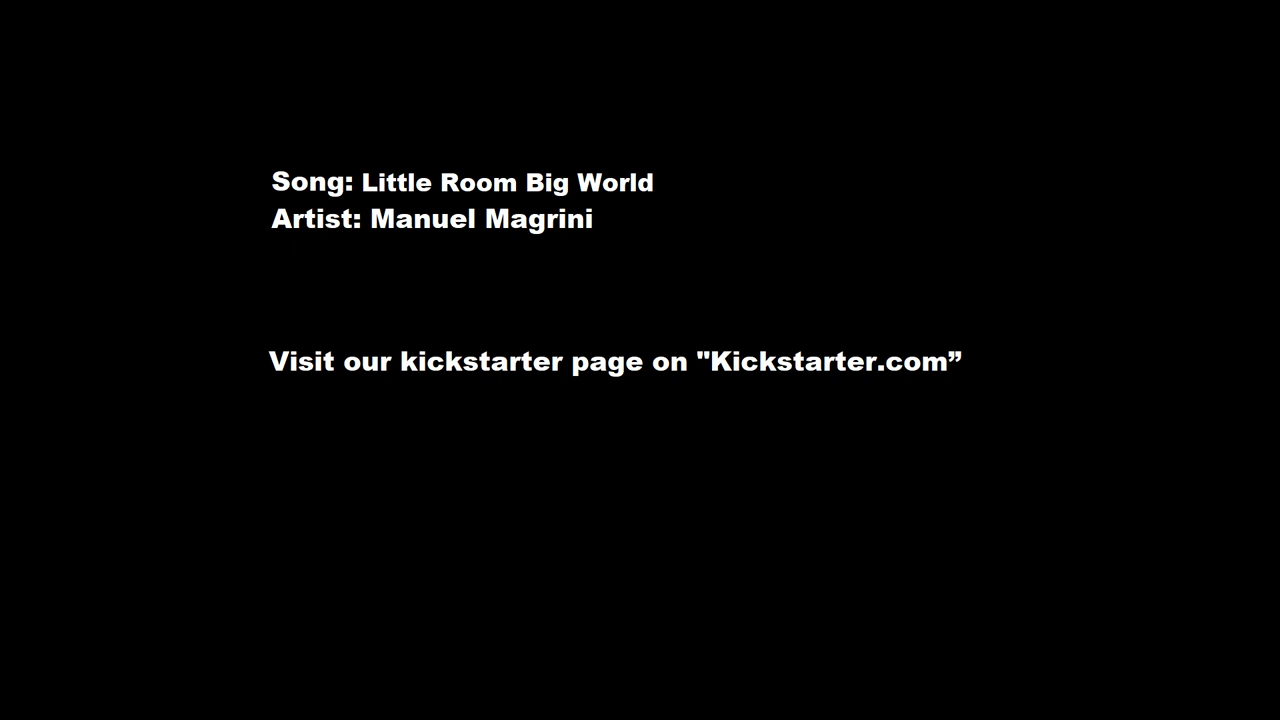 Song: Little Room Big World
Artist: Manuel Magrini
Visit our kickstarter page on "Kickstarter.com”